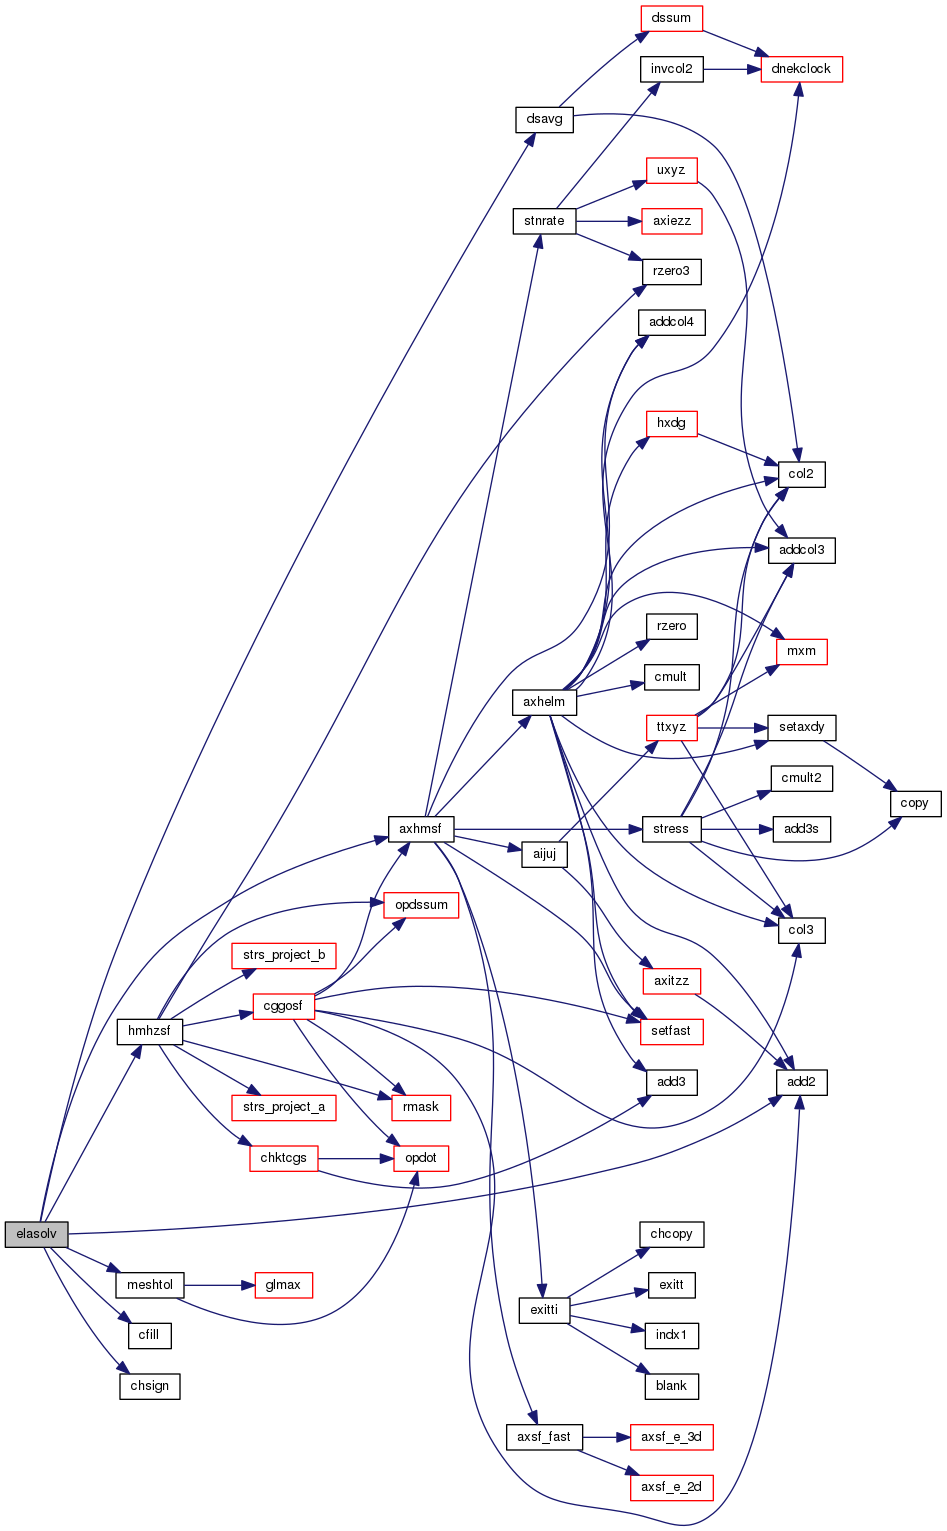 dssum
invcol2
dnekclock
dsavg
uxyz
stnrate
axiezz
rzero3
addcol4
hxdg
col2
addcol3
rzero
mxm
cmult
axhelm
ttxyz
setaxdy
cmult2
copy
axhmsf
stress
add3s
aijuj
opdssum
col3
strs_project_b
axitzz
cggosf
hmhzsf
setfast
add3
add2
strs_project_a
rmask
chktcgs
opdot
elasolv
chcopy
meshtol
glmax
exitt
exitti
cfill
indx1
chsign
blank
axsf_fast
axsf_e_3d
axsf_e_2d